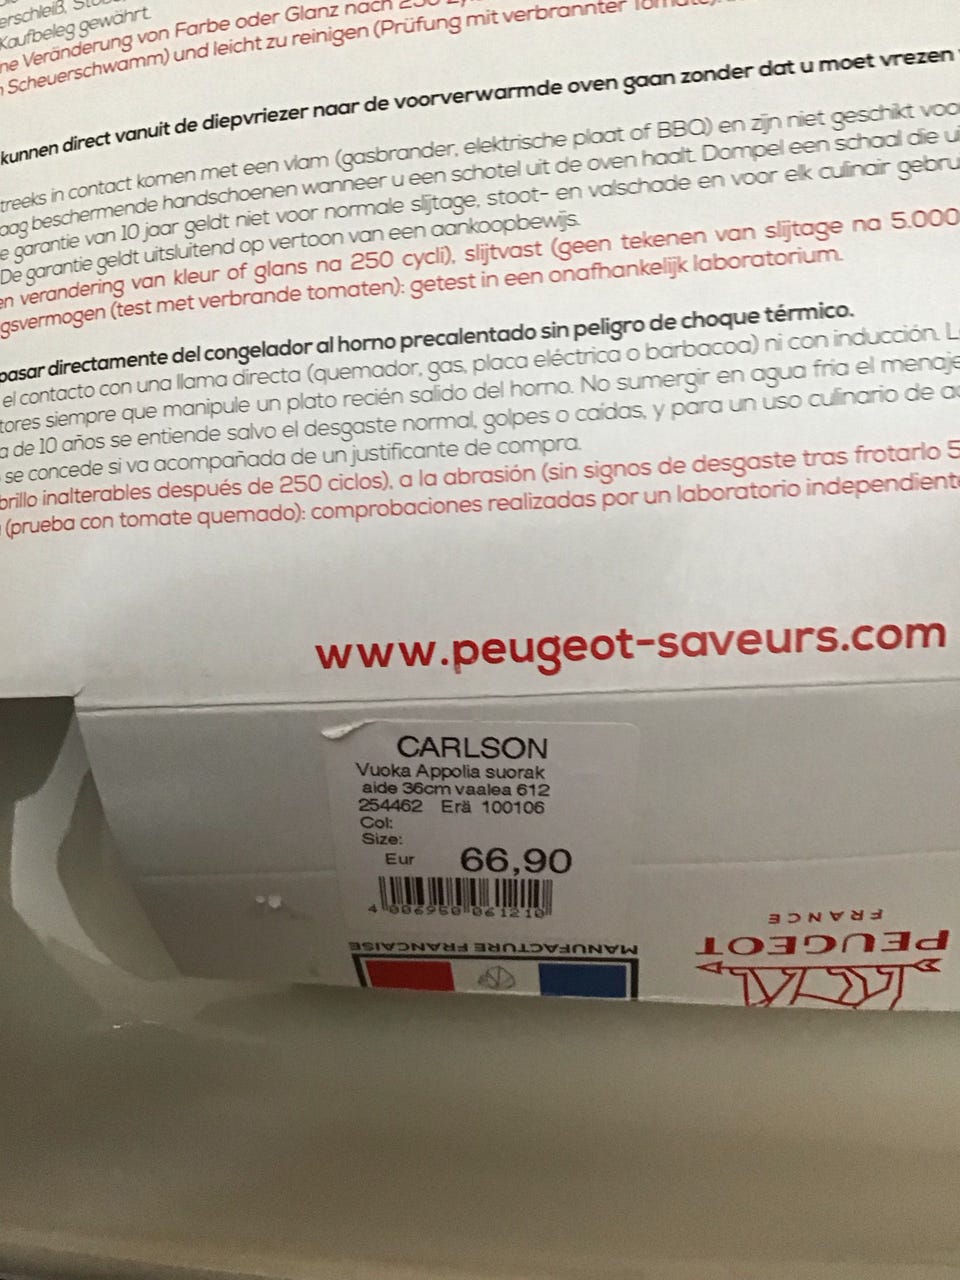 erschleiß,
Kaufbeleg gewährt.
ne Veränderung von Farbe oder Glanz nach 250
Scheuerschwamm) und leicht zu reinigen (Prüfung mit verbrannter
kunnen direct vanuit de diepvriezer naar de voorverwarmde oven gaan zonder dat u moet vrezen
treeks in contact komen met een vlam (gasbrander, elektrische plaat of BBQ) en zijn niet geschikt voo
aag beschermende handschoenen wanneer u een schotel uit de oven haalt. Dompel een schaal die u
e garantie van 10 jaar geldt niet voor normale slijtage, stoot- en valschade en voor elk culinair gebru
De garantie geldt uitsluitend op vertoon van een aankoopbewijs.
en verandering van kleur of glans na 250 cycli), slijtvast (geen tekenen van slijtage na 5.000
gsvermogen (test met verbrande tomaten): getest in een onafhankelijk laboratorium.
pasar directamente del congelador al horno precalentado sin peligro de choque térmico.
el contacto con una llama directa (quemador, gas, placa eléctrica o barbacoa) ni con inducción. L
tores siempre que manipule un plato recién salido del horno. No sumergir en agua fria el menaje
a de 10 años se entiende salvo el desgaste normal, golpes o caídas, y para un uso culinario de ac
se concede si va acompañada de un justificante de compra.
brillo inalterables después de 250 ciclos), a la abrasión (sin signos de desgaste tras frotarlo 5
(prueba con tomate quemado): comprobaciones realizadas por un laboratorio independient
www.peugeot-saveurs.com
CARLSON
Vuoka Appolia suorak
aide 36cm vaalea 612
254462 Erä 100106
Col:
Size:
Eur 66,90
4 006950 061210
MANUFACTURE FRANCAISE
PEUGEOT
FRANCE